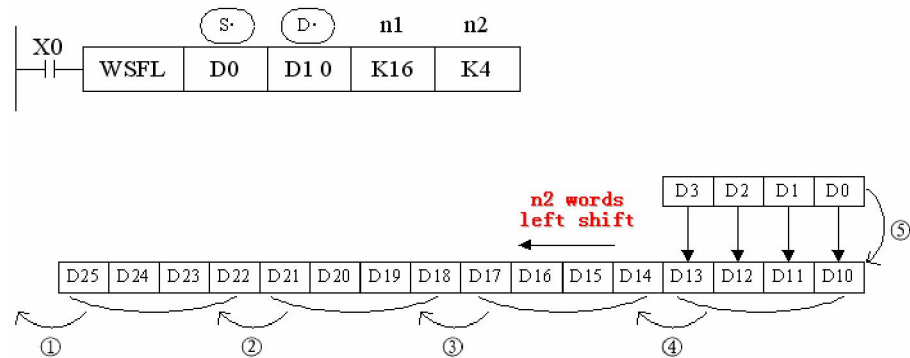 S· D· n1 n2
X0
WSFL D0 D1 0 K16 K4
D3 D2 D1 D0
n2 words
left shift
⑤
D25 D24 D23 D22 D21 D20 D19 D18 D17 D16 D15 D14 D13 D12 D11 D10
① ② ③ ④